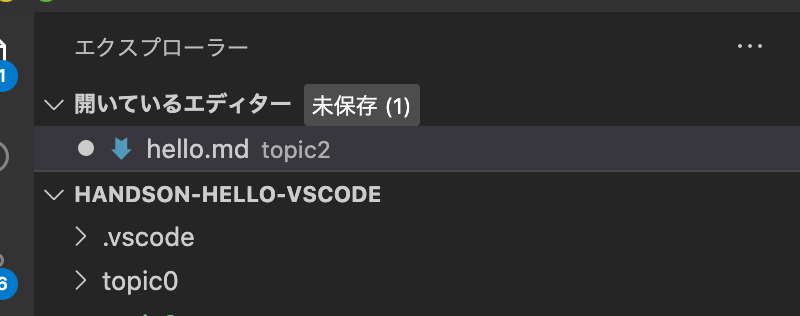 エクスプローラー ···
1
開いているエディター 未保存 (1)
hello.md topic2
HANDSON-HELLO-VSCODE
.vscode
topic0
6